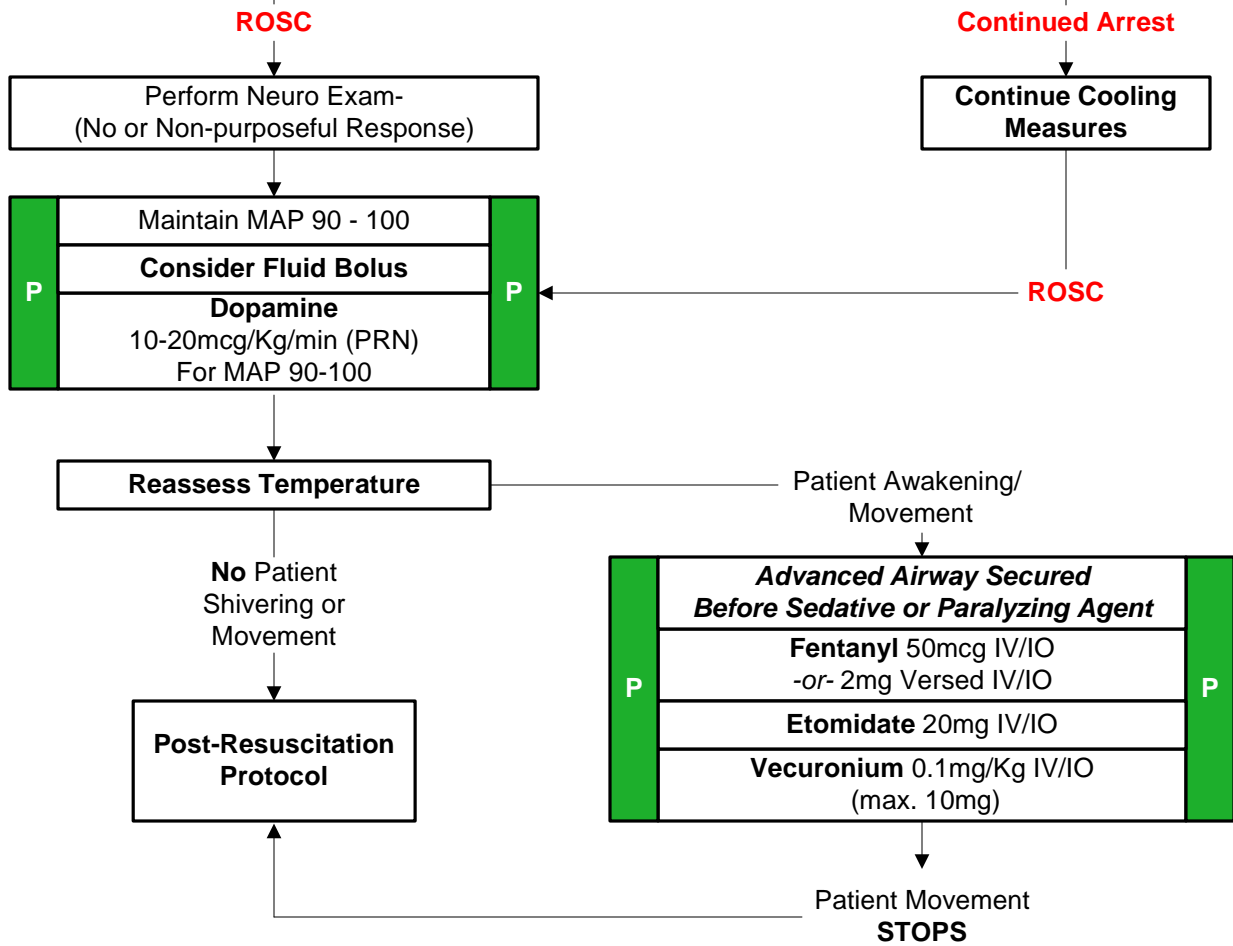 ROSC
Continued Arrest
Perform Neuro Exam-
(No or Non-purposeful Response)
Continue Cooling
Measures
P
Maintain MAP 90 - 100
Consider Fluid Bolus
Dopamine
10-20mcg/Kg/min (PRN)
For MAP 90-100
P
ROSC
Reassess Temperature
Patient Awakening/
Movement
No Patient
Shivering or
Movement
P
Advanced Airway Secured
Before Sedative or Paralyzing Agent
Fentanyl 50mcg IV/IO
-or- 2mg Versed IV/IO
Etomidate 20mg IV/IO
Vecuronium 0.1mg/Kg IV/IO
(max. 10mg)
P
Post-Resuscitation
Protocol
Patient Movement
STOPS